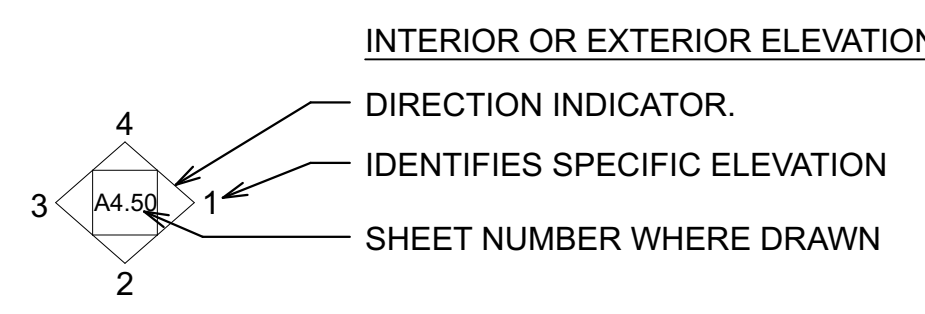 INTERIOR OR EXTERIOR ELEVATION
DIRECTION INDICATOR.
4
IDENTIFIES SPECIFIC ELEVATION
3 A4.50 1
SHEET NUMBER WHERE DRAWN
2